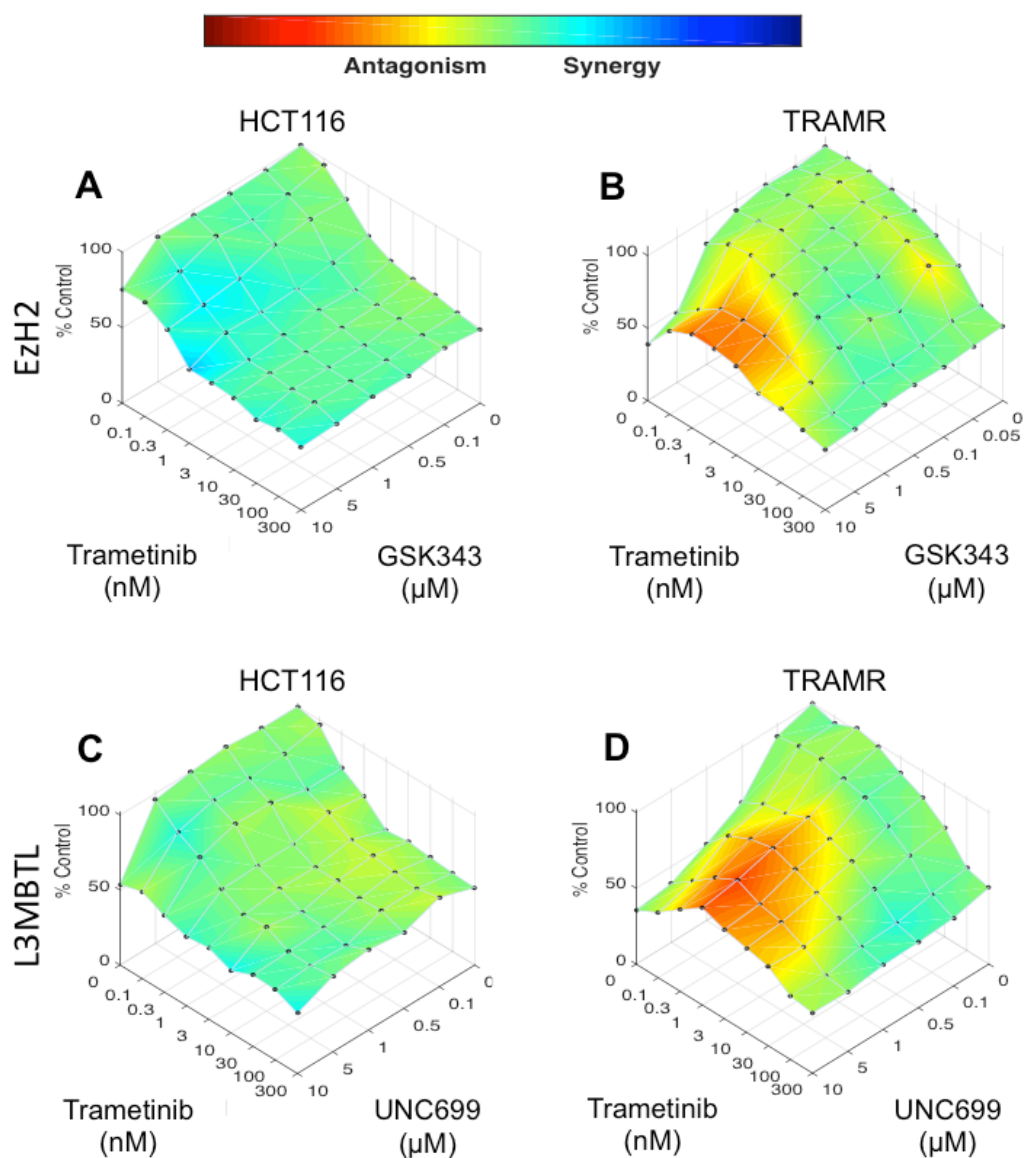 Antagonism Synergy
HCT116 TRAMR
A B
EzH2
% Control % Control
100 100
50 50
0 0
0 0.1 0.3 1 3 10 30 100 300
10 5 1 0.5 0.1 0
0 0.1 0.3 1 3 10 30 100 300
10 5 1 0.5 0.1 0.05 0
Trametinib GSK343 Trametinib GSK343
(nM) (µM) (nM) (µM)
HCT116 TRAMR
C D
L3MBTL
% Control % Control
100 100
50 50
0 0
0 0.1 0.3 1 3 10 30 100 300
10 5 1 0.5 0.1 0
0 0.1 0.3 1 3 10 30 100 300
10 5 1 0.5 0.1 0
Trametinib UNC699 Trametinib UNC699
(nM) (µM) (nM) (µM)